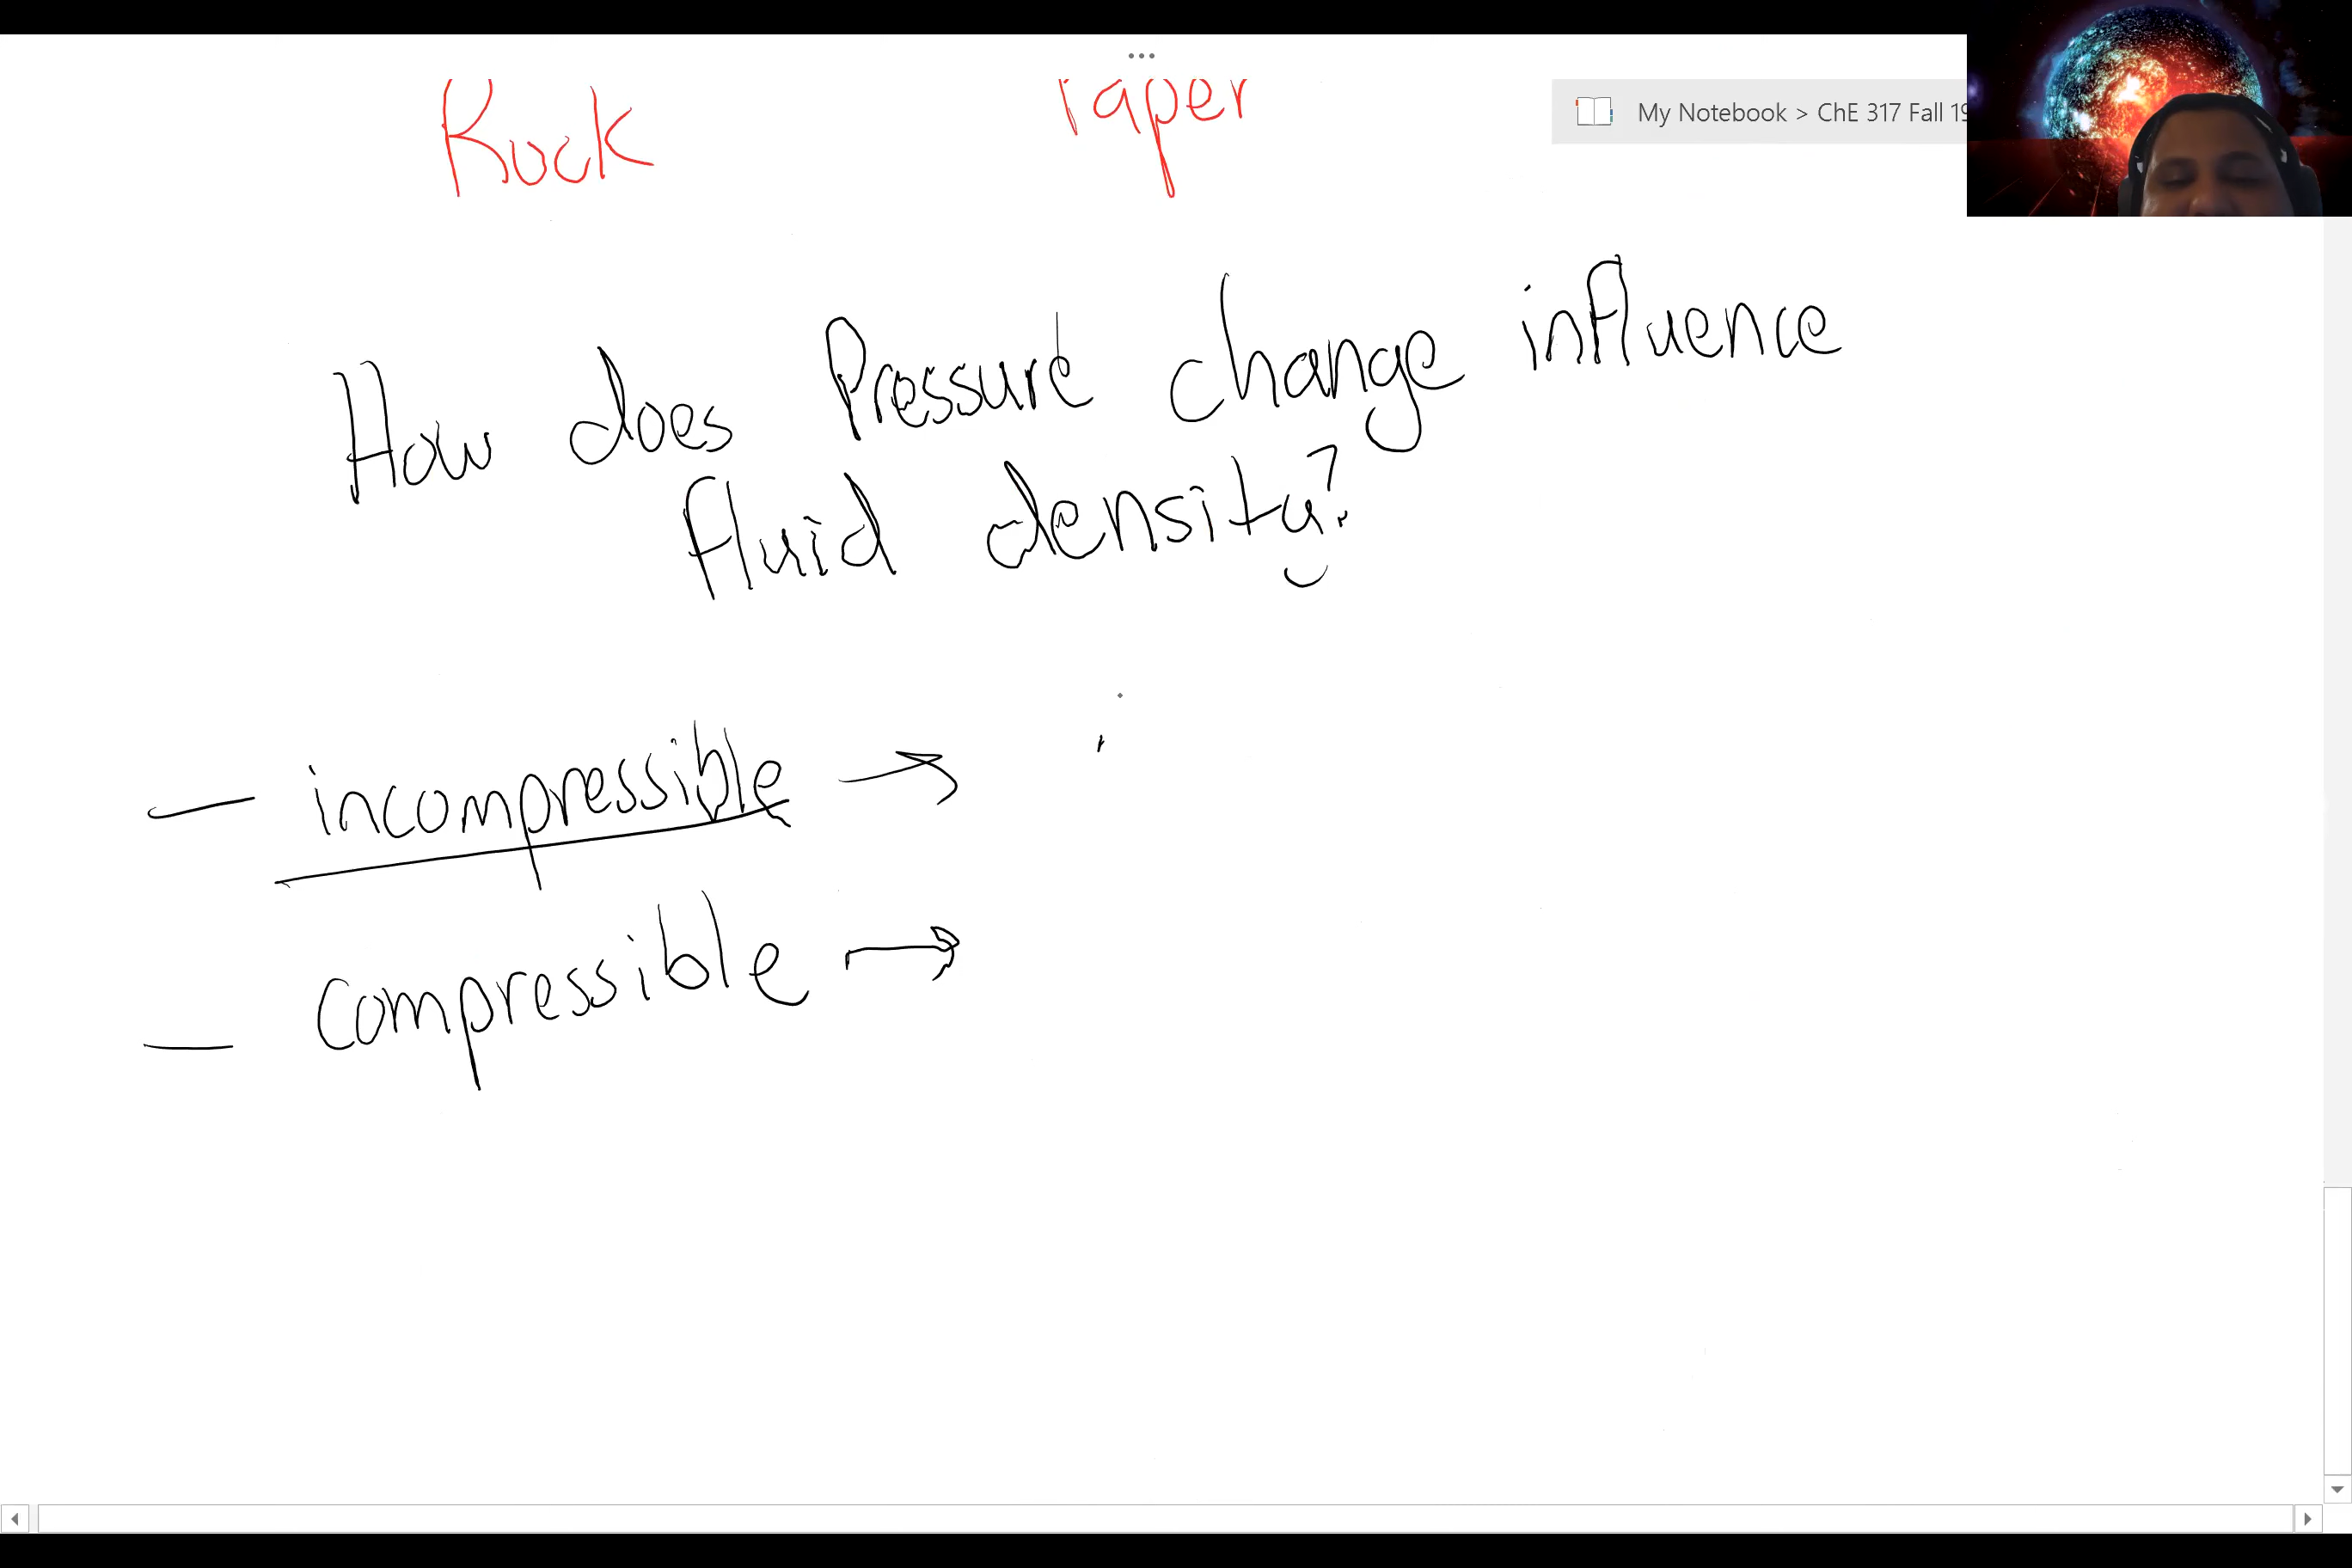 Rock Paper
My Notebook > ChE 317 Fall 19
How does Pressure change influence
fluid density?
— incompressible →
— compressible →